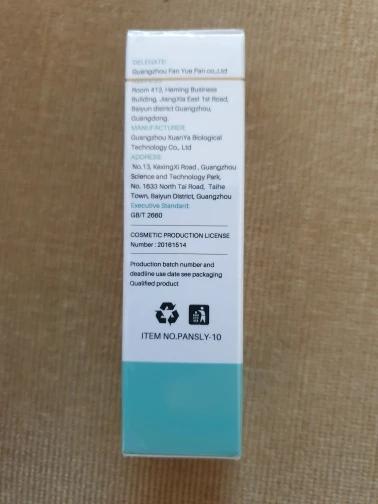 DELEGATE:
Guangzhou Fan Yue Pan co.,Ltd
Room 413, Heming Business
Building, JiangXia East 1st Road,
Baiyun district Guangzhou,
Guangdong.
MANUFACTURER:
Guangzhou XuanYa Biological
Technology Co., Ltd
ADDRESS:
No.13, KexingXi Road , Guangzhou
Science and Technology Park,
No. 1633 North Tai Road, Taihe
Town, Baiyun District, Guangzhou
Executive Standard:
GB/T 2660
COSMETIC PRODUCTION LICENSE
Number : 20161514
Production batch number and
deadline use date see packaging
Qualified product
ITEM NO.PANSLY-10